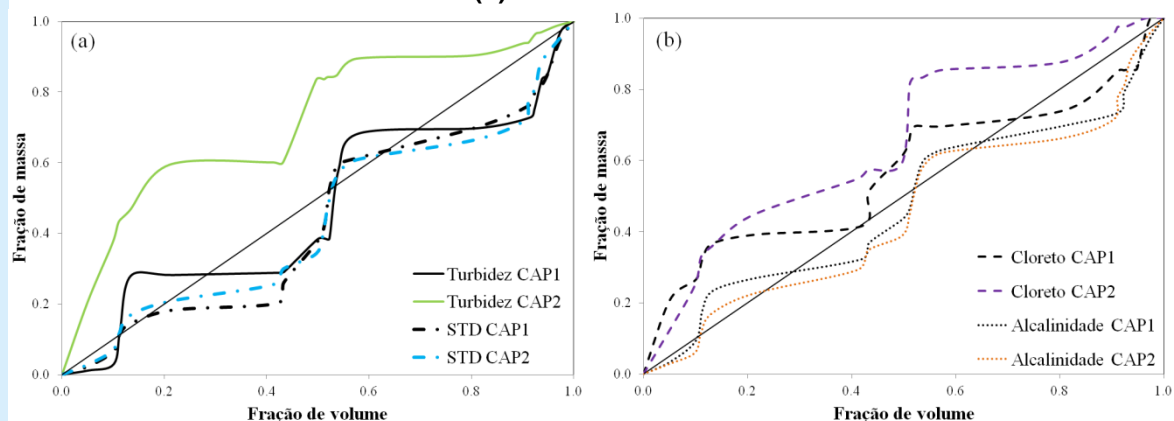 (a)
1.0
0.8
0.6
0.4
0.2
0.0
Fração de massa
Turbidez CAP1
Turbidez CAP2
STD CAP1
STD CAP2
0.0 0.2 0.4 0.6 0.8 1.0
Fração de volume
(b)
1.0
0.8
0.6
0.4
0.2
0.0
Fração de massa
Cloreto CAP1
Cloreto CAP2
Alcalinidade CAP1
Alcalinidade CAP2
0.0 0.2 0.4 0.6 0.8 1.0
Fração de volume